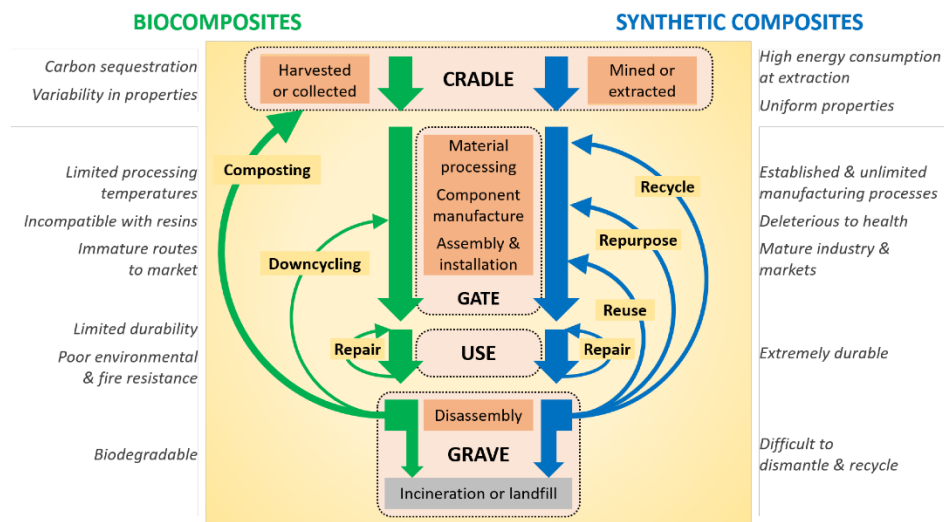 BIOCOMPOSITES
SYNTHETIC COMPOSITES
Carbon sequestration
Variability in properties
Harvested
or collected
CRADLE
Mined or
extracted
High energy consumption
at extraction
Uniform properties
Limited processing
temperatures
Incompatible with resins
Immature routes
to market
Composting
Downcycling
Material
processing
Component
manufacture
Assembly &
installation
GATE
Recycle
Repurpose
Reuse
Established & unlimited
manufacturing processes
Deleterious to health
Mature industry &
markets
Limited durability
Poor environmental
& fire resistance
Repair
USE
Repair
Extremely durable
Biodegradable
Disassembly
GRAVE
Incineration or landfill
Difficult to
dismantle & recycle